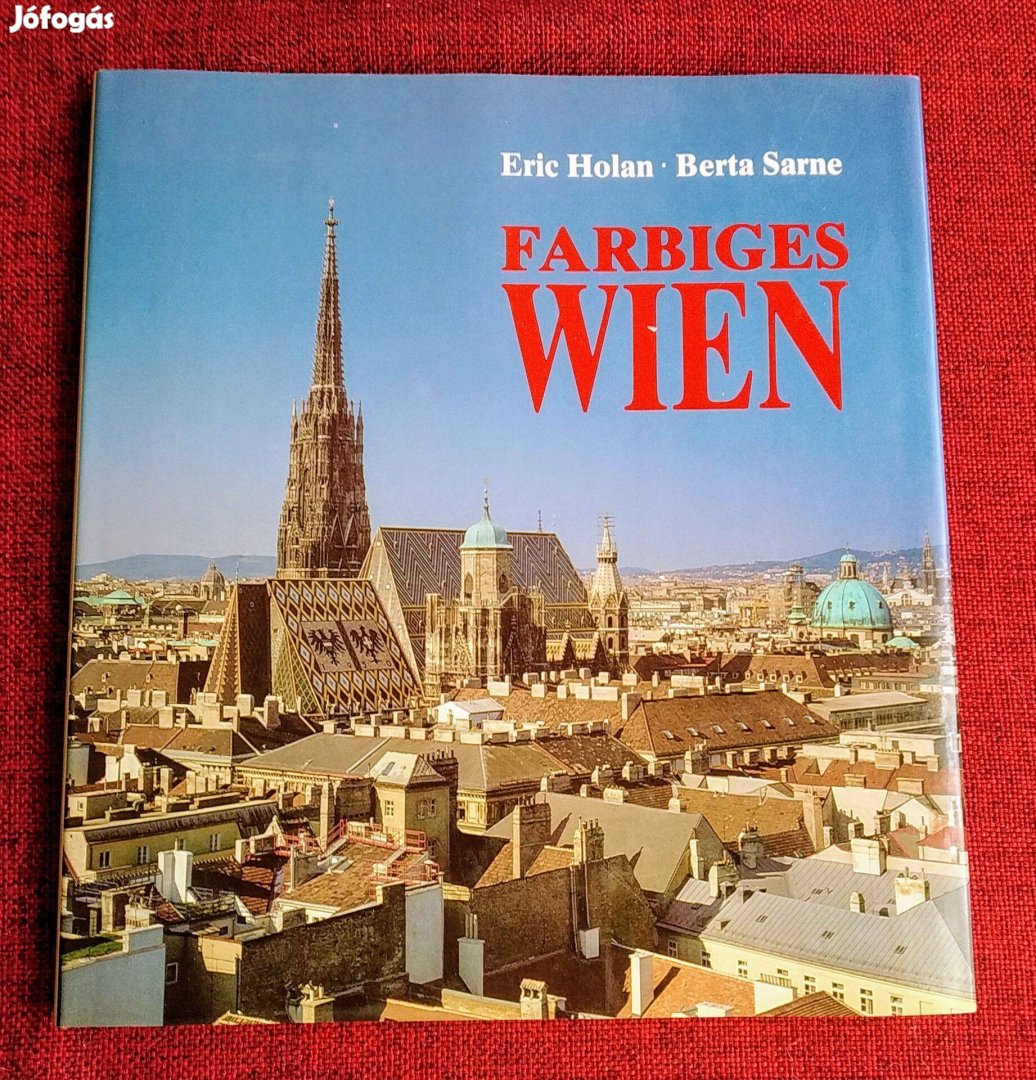 Jófogás
Eric Holan · Berta Sarne
FARBIGES
WIEN